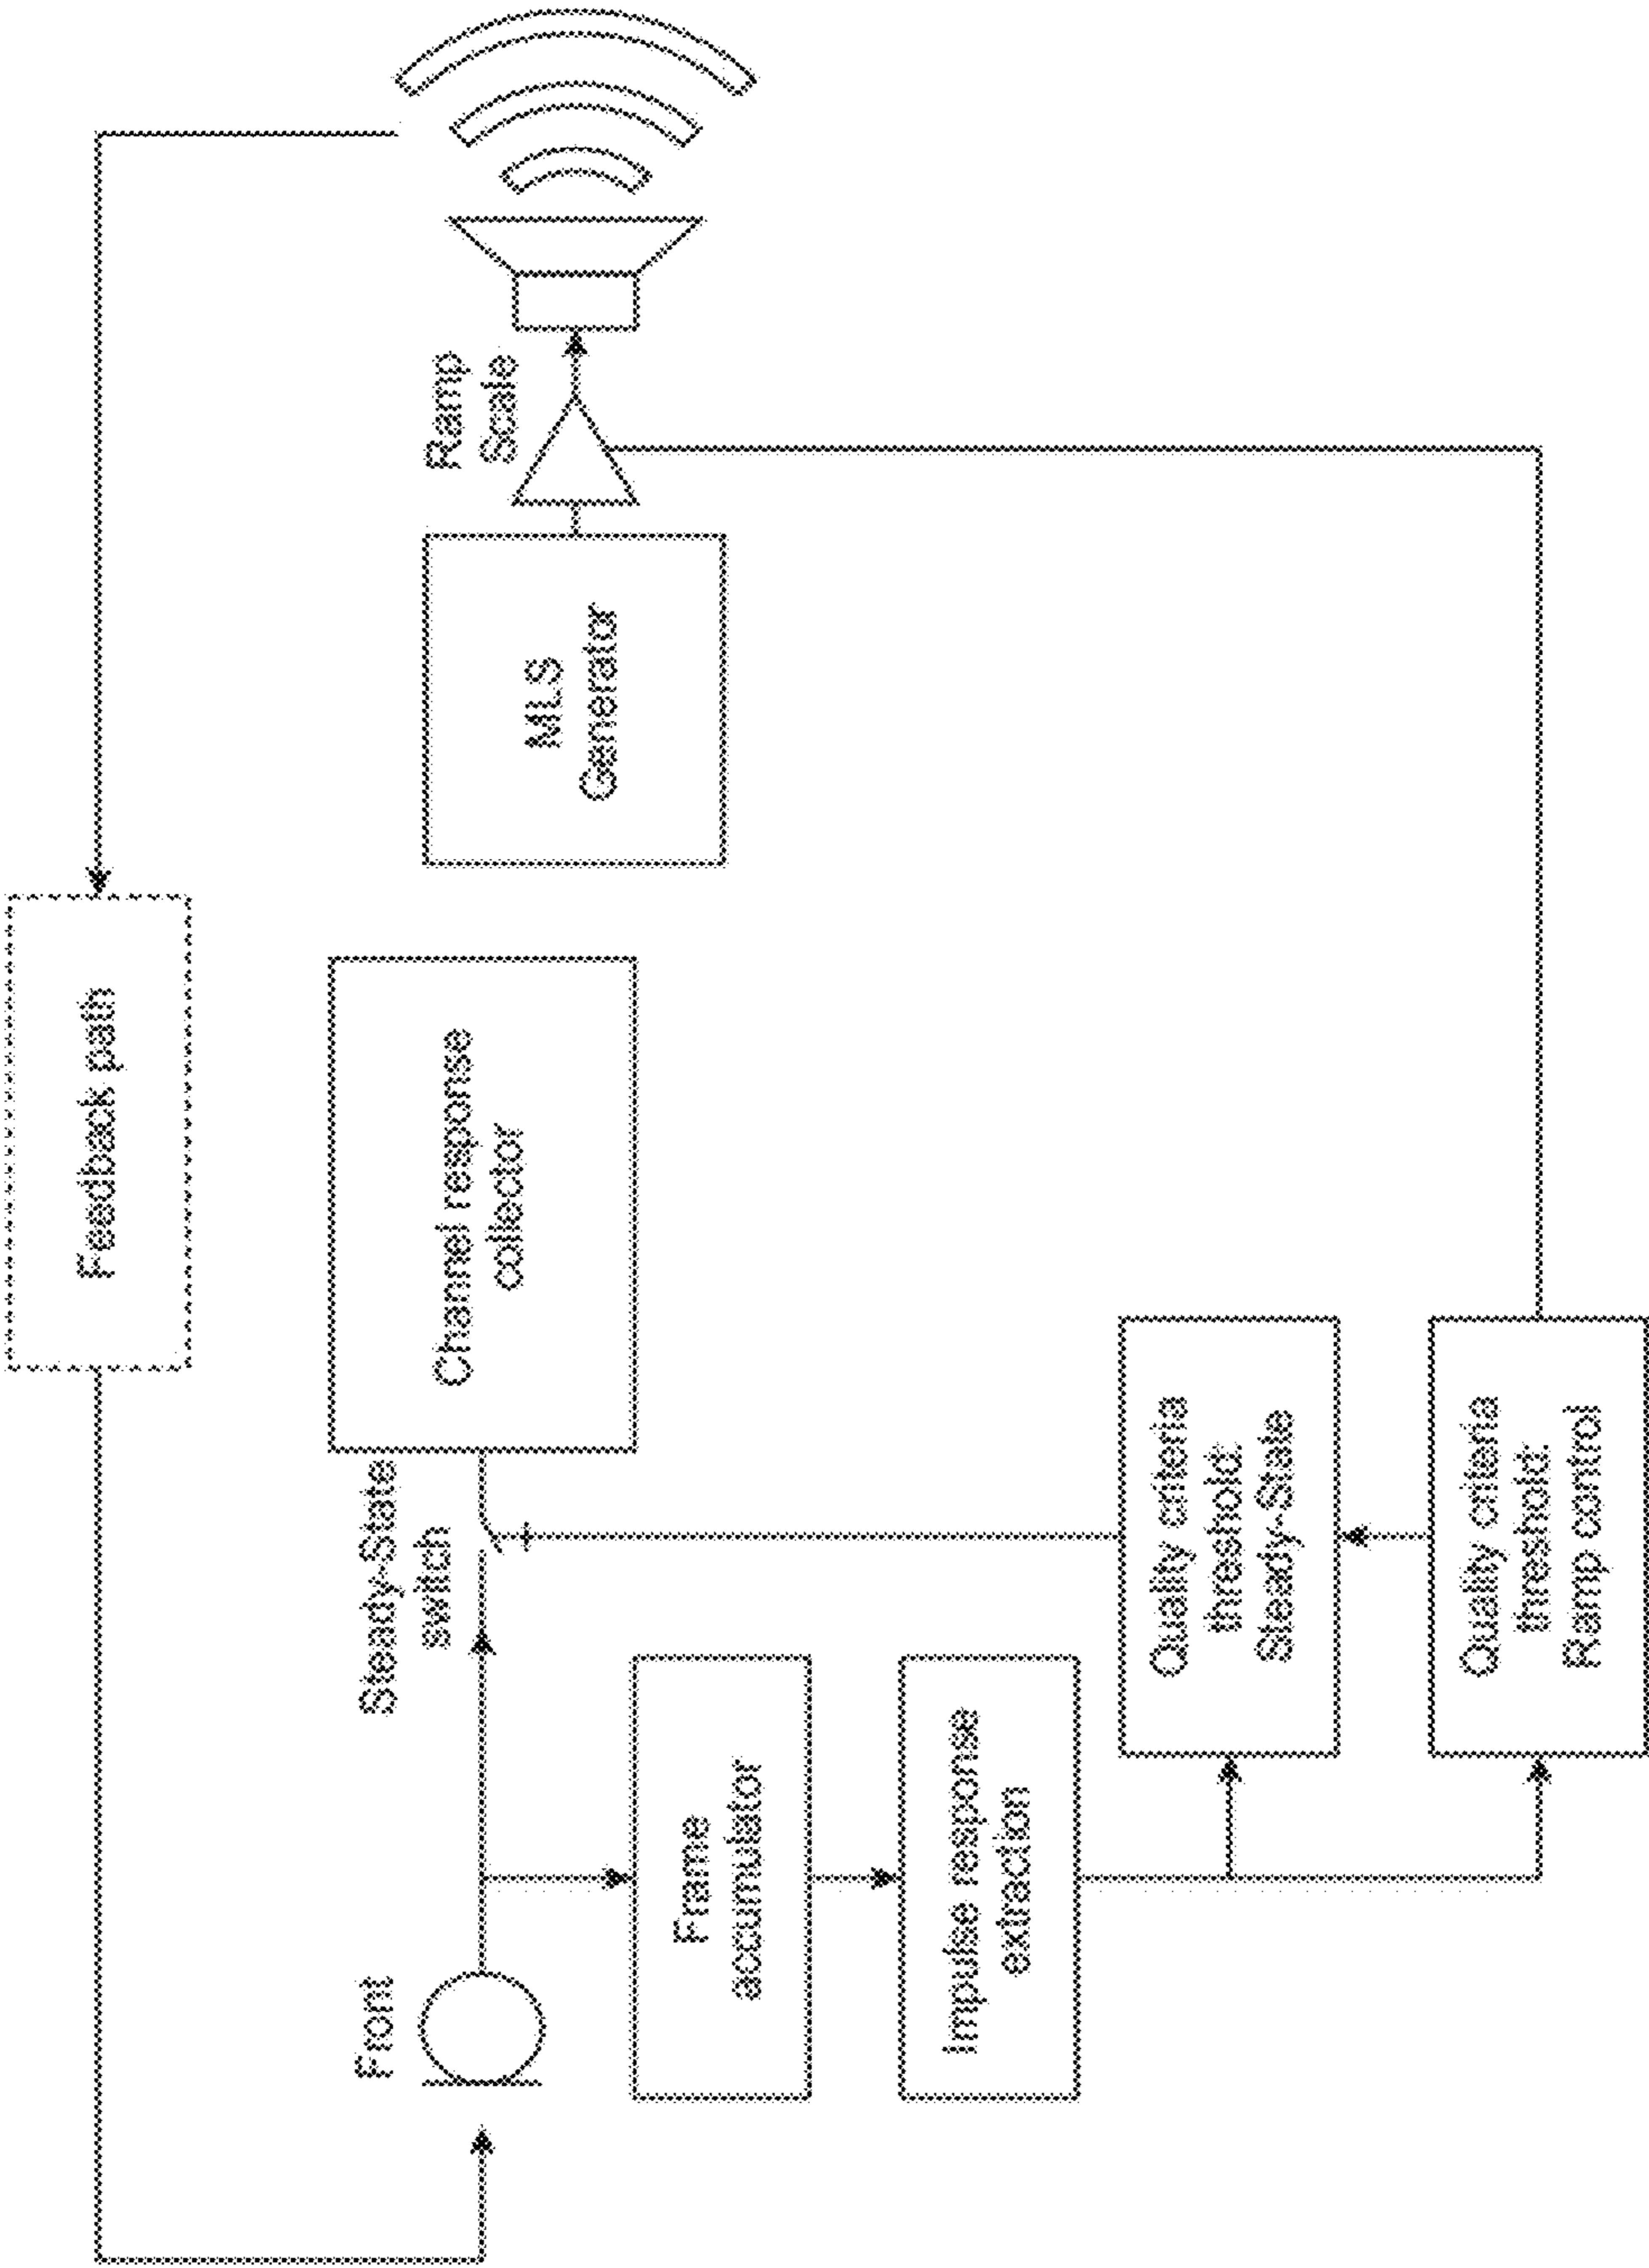 Feedback path
Front
Steady-State
switch
Channel response
collector
MLS
Generator
Ramp
Scale
Frame
accumulator
Impulse response
extraction
Quality criteria
threshold:
Steady-State
Quality criteria
threshold:
Ramp control